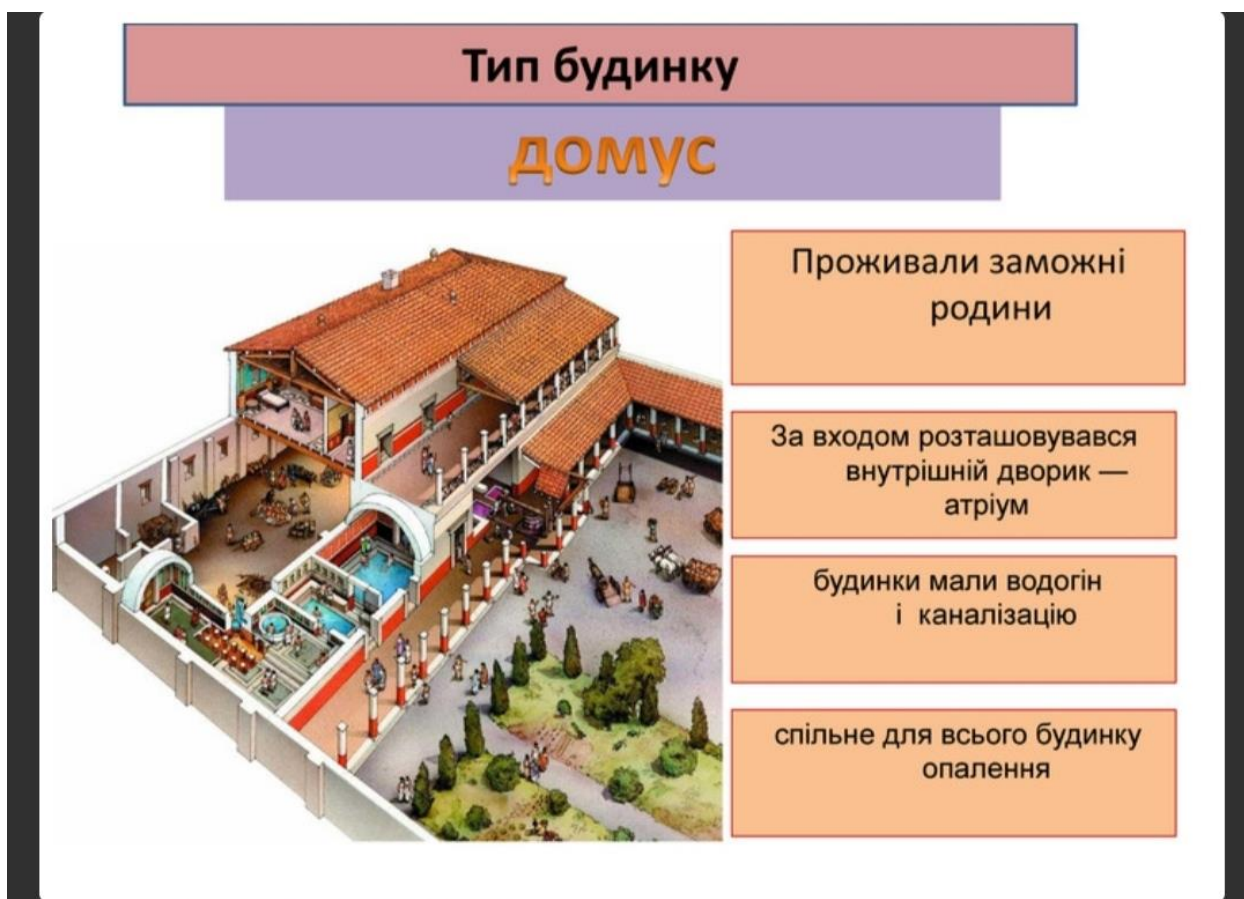 Тип будинку
домус
Проживали заможні
родини
За входом розташовувався
внутрішній дворик —
атріум
будинки мали водогін
і каналізацію
спільне для всього будинку
опалення